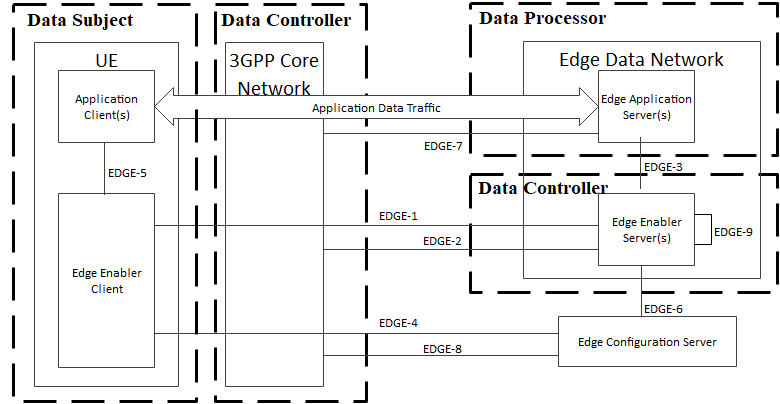 Data Subject
Data Controller
Data Processor
UE
3GPP Core
Network
Edge Data Network
Application
Client(s)
Application Data Traffic
Edge Application
Server(s)
EDGE-7
EDGE-5
EDGE-3
Data Controller
EDGE-1
Edge Enabler
Server(s)
EDGE-9
EDGE-2
Edge Enabler
Client
EDGE-6
EDGE-4
Edge Configuration Server
EDGE-8